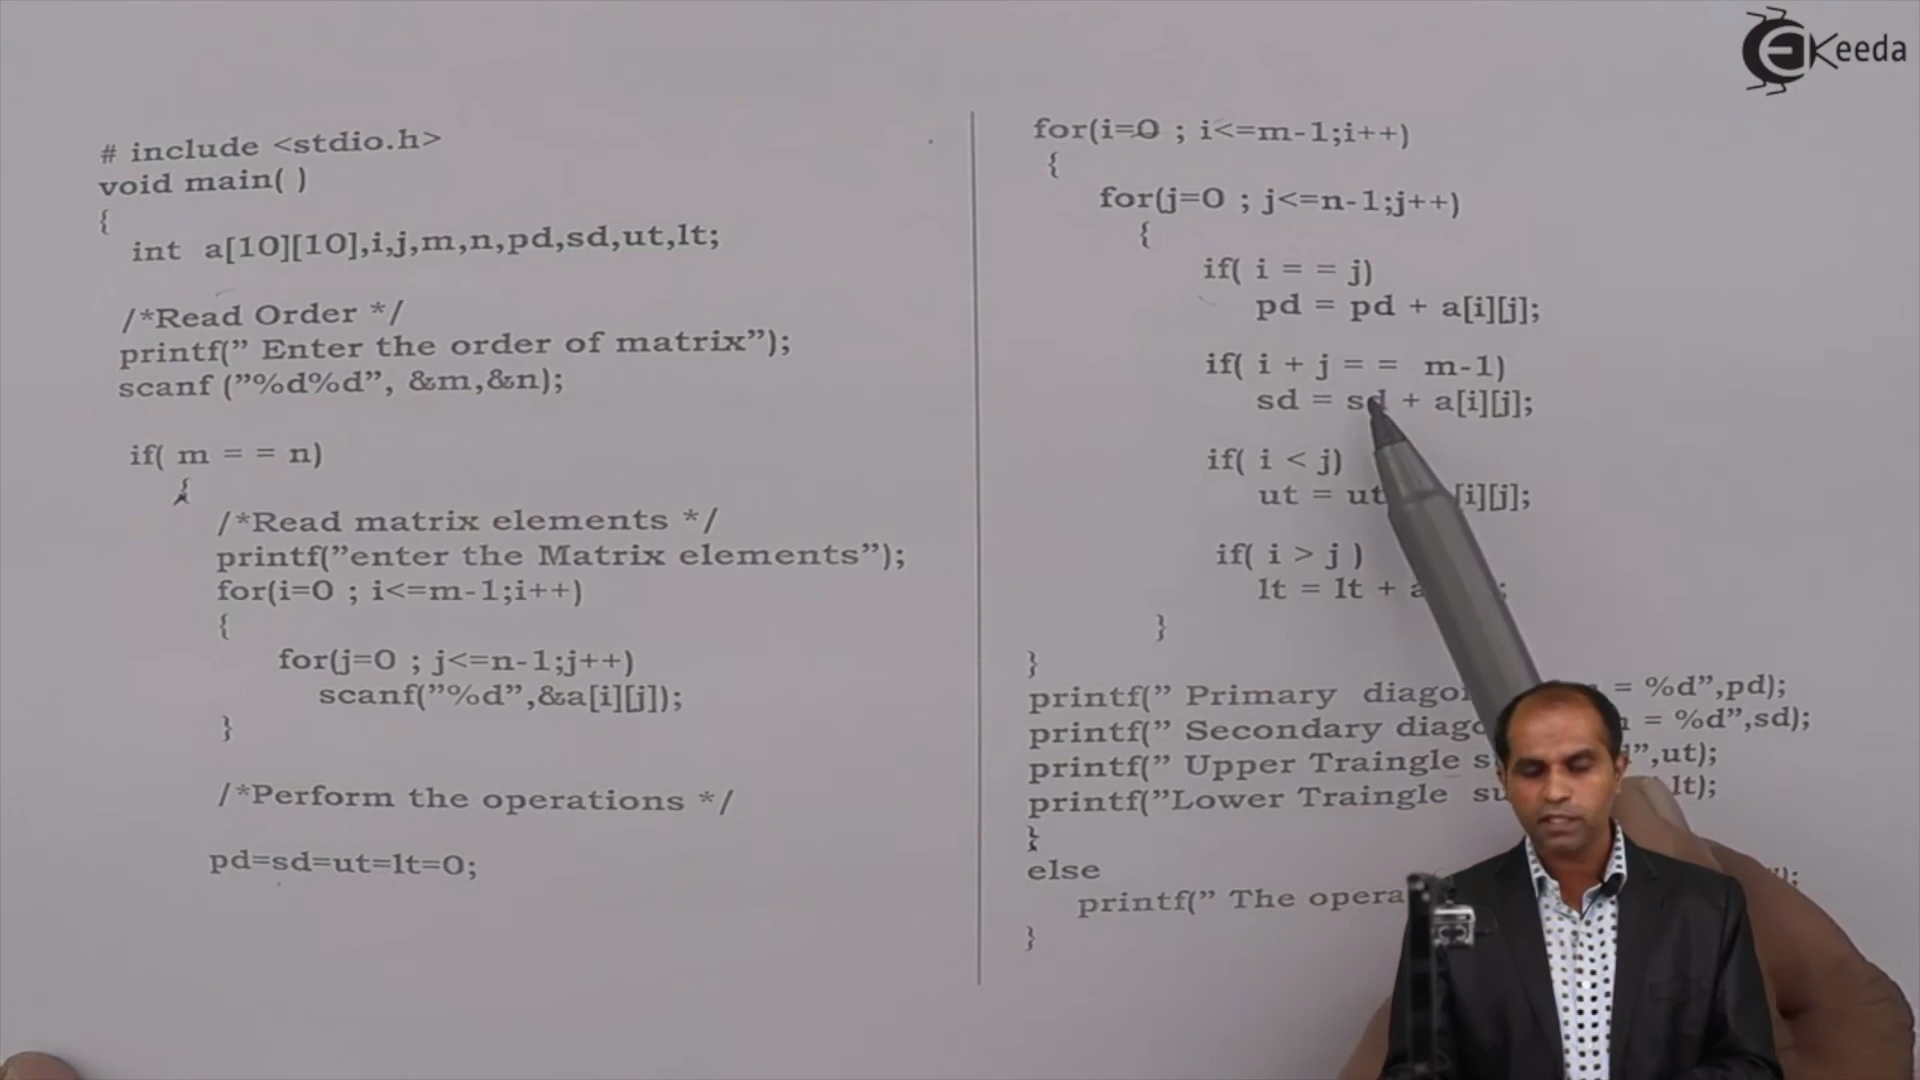 # include <stdio.h>
void main( )
{
int a[10][10],i,j,m,n,pd,sd,ut,lt;
/*Read Order */
printf(” Enter the order of matrix”);
scanf (”%d%d”, &m,&n);
if( m = = n)
{
/*Read matrix elements */
printf(”enter the Matrix elements”);
for(i=0 ; i<=m-1;i++)
{
for(j=0 ; j<=n-1;j++)
scanf(”%d”,&a[i][j]);
}
/*Perform the operations */
pd=sd=ut=lt=0;
for(i=0 ; i<=m-1;i++)
{
for(j=0 ; j<=n-1;j++)
{
if( i = = j)
pd = pd + a[i][j];
if( i + j = = m-1)
sd = sd + a[i][j];
if( i < j)
ut = ut [i][j];
if( i > j )
lt = lt + a ;
}
}
printf(” Primary = %d”,pd);
printf(” Secondary = %d”,sd);
printf(” Upper Traingle ”,ut);
printf(”Lower Traingle lt);
}
else
printf(” The
}
EKeeda